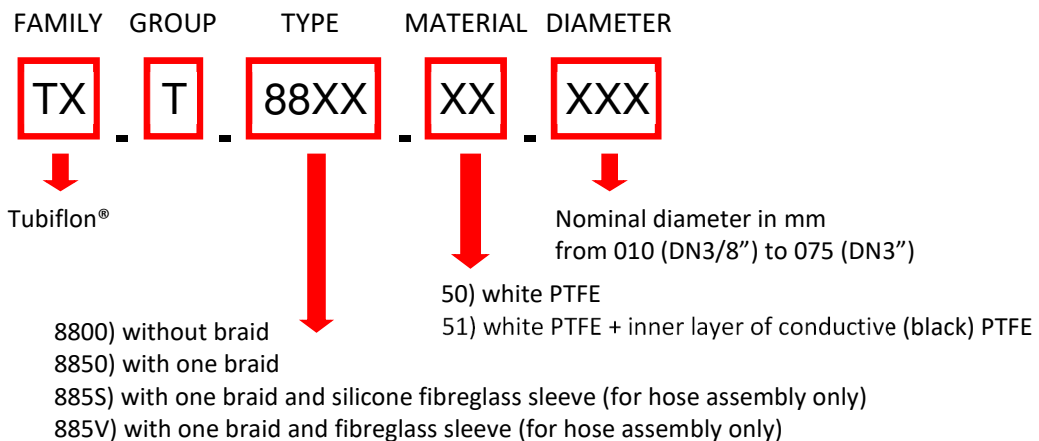 FAMILY GROUP TYPE MATERIAL DIAMETER
TX - T - 88XX - XX - XXX
Tubiflon®
Nominal diameter in mm
from 010 (DN3/8”) to 075 (DN3”)
50) white PTFE
51) white PTFE + inner layer of conductive (black) PTFE
8800) without braid
8850) with one braid
885S) with one braid and silicone fibreglass sleeve (for hose assembly only)
885V) with one braid and fibreglass sleeve (for hose assembly only)